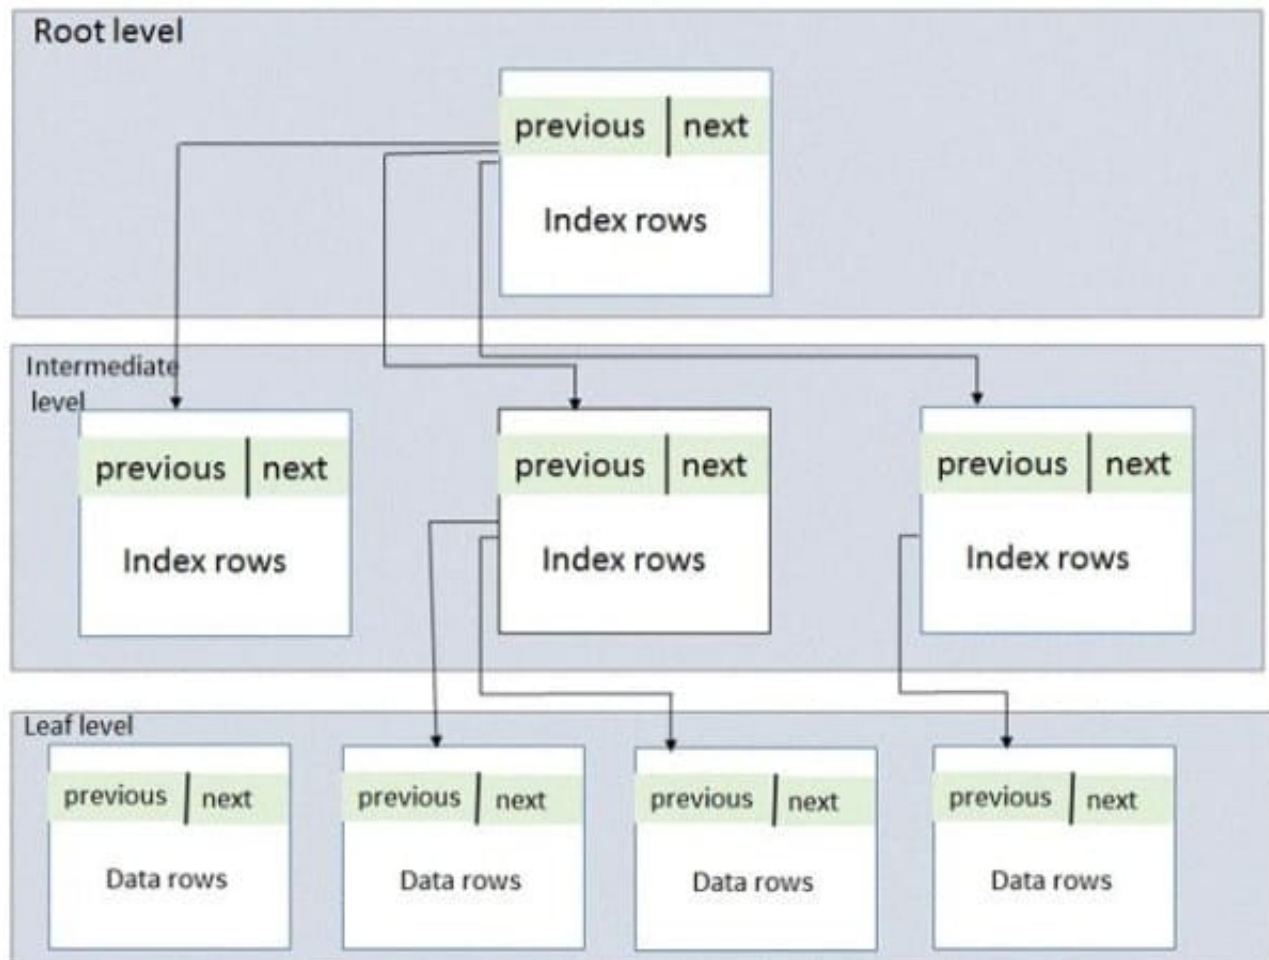 Root level
previous | next
Index rows
Intermediate
level
previous | next
previous | next
previous | next
Index rows
Index rows
Index rows
Leaf level
previous | next
previous | next
previous | next
previous | next
Data rows
Data rows
Data rows
Data rows